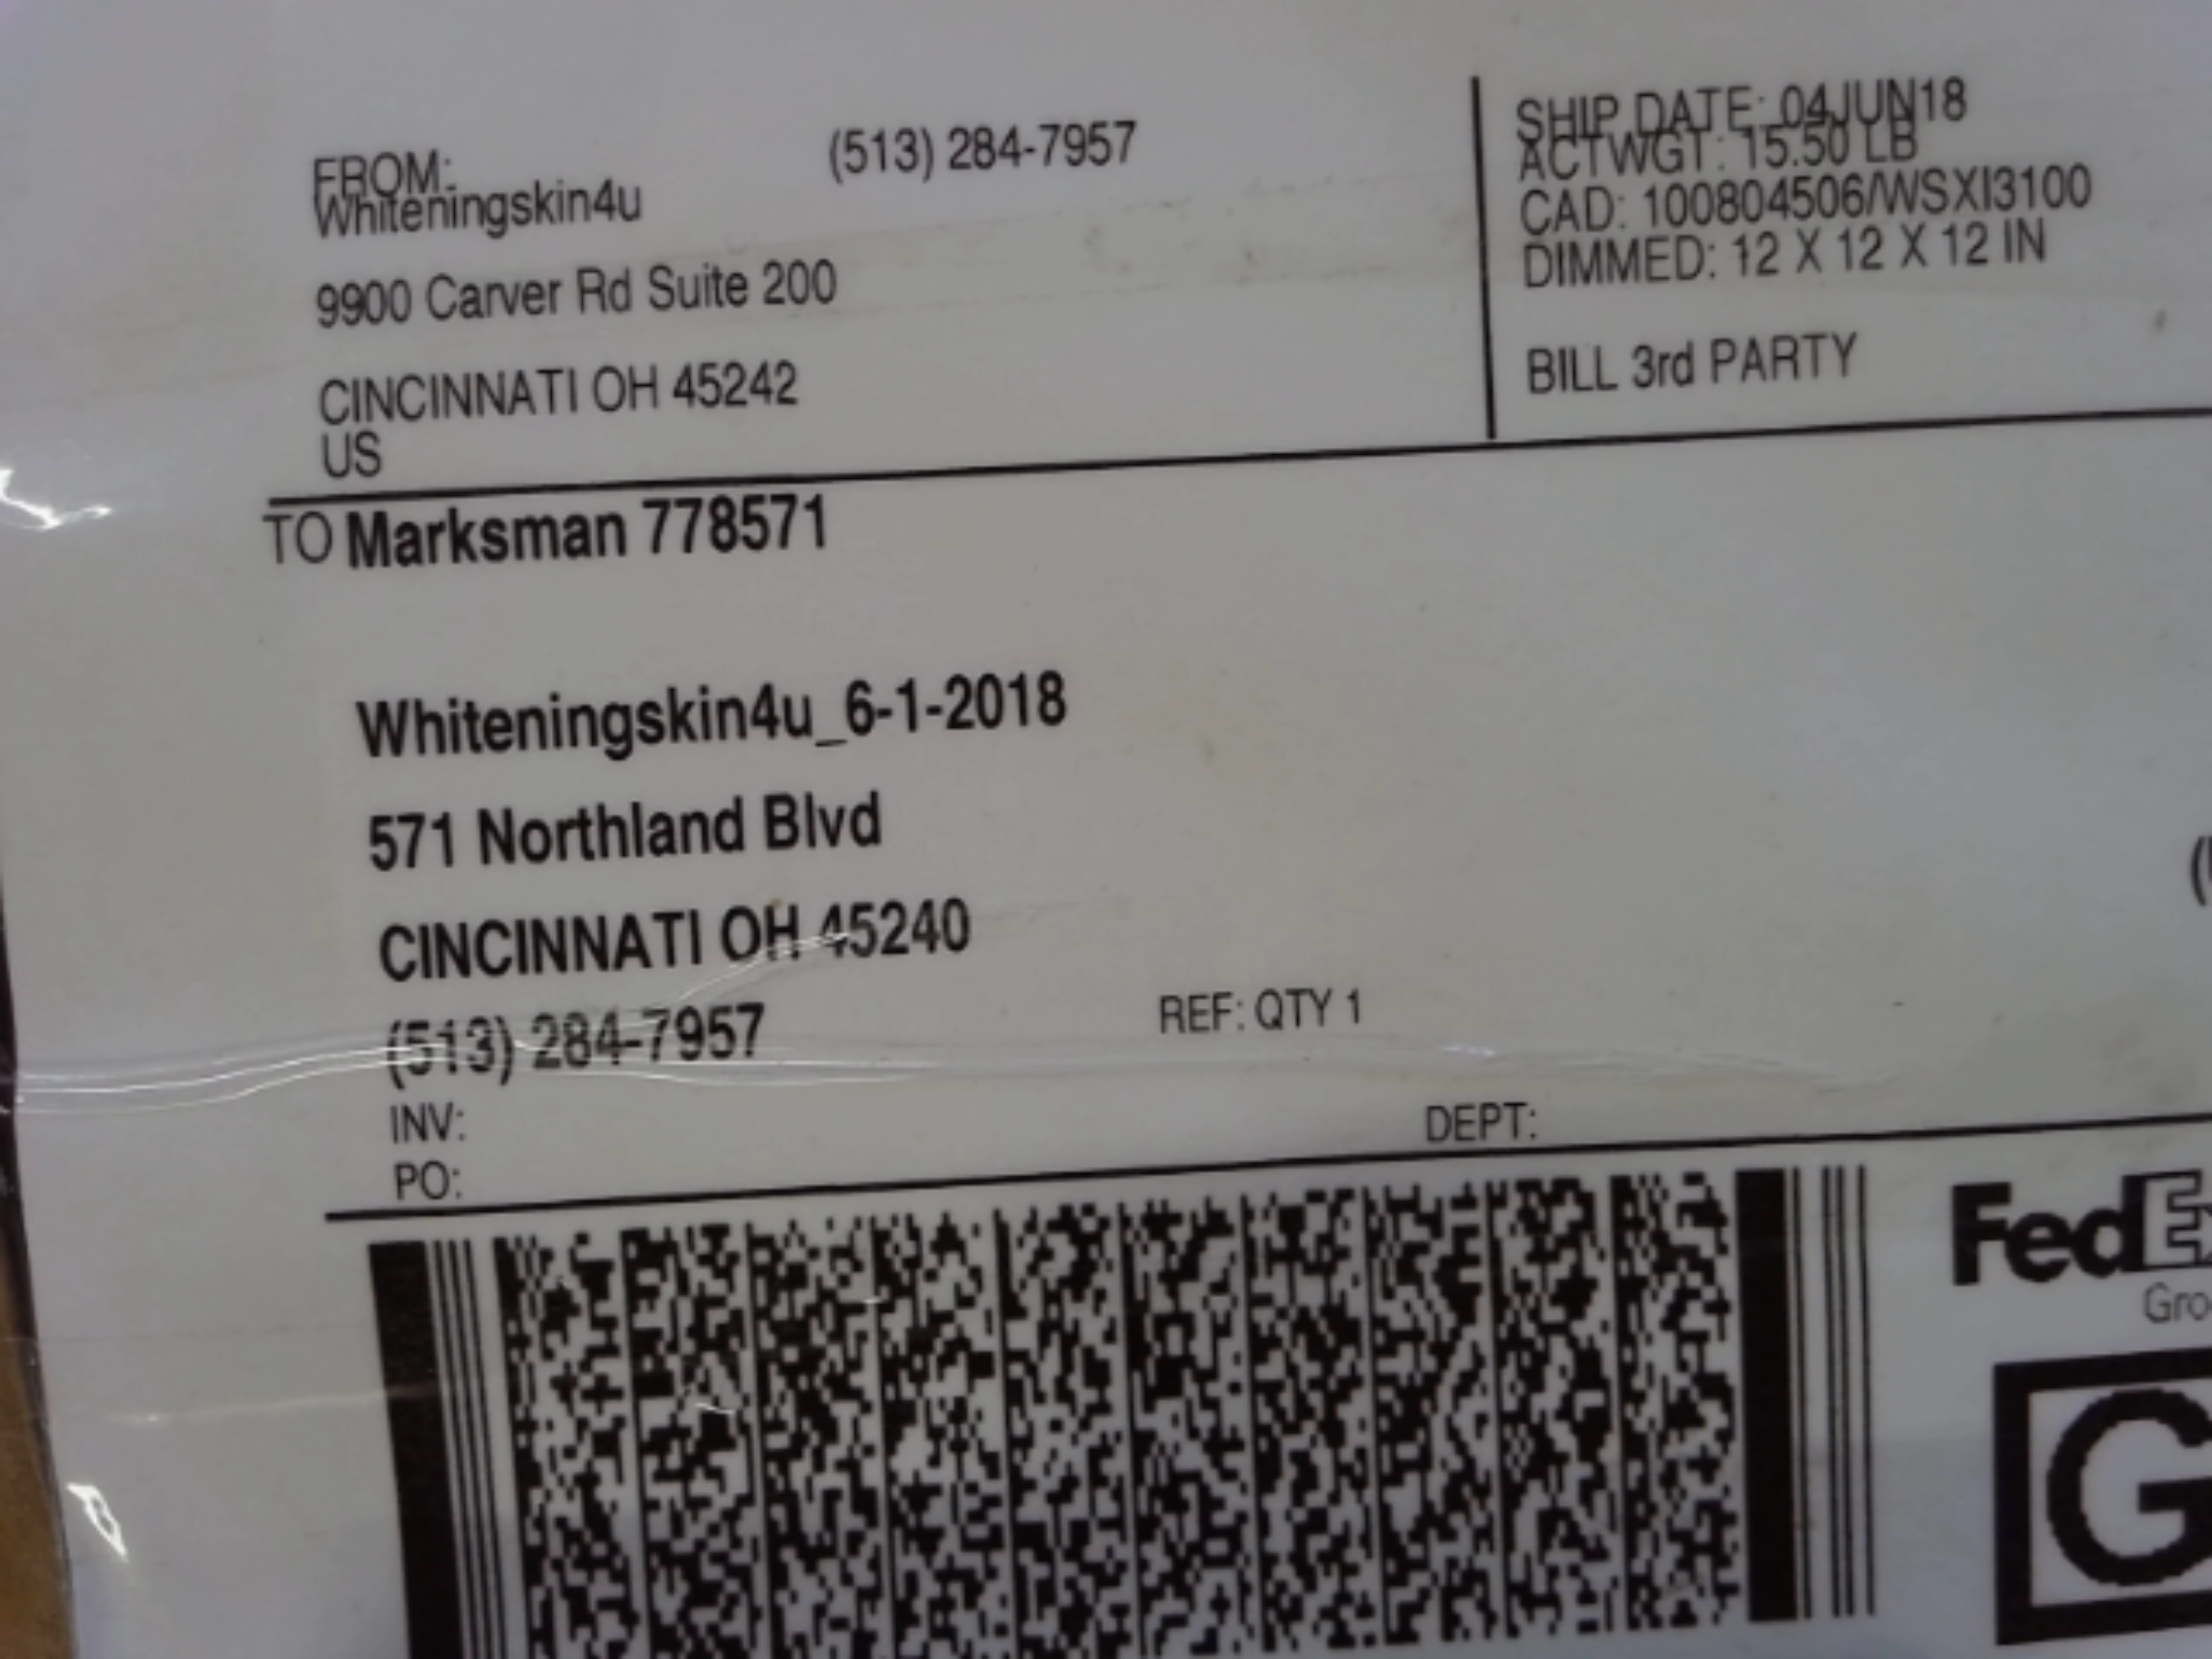 FROM:
(513) 284-7957
Whiteningskin4u
9900 Carver Rd Suite 200
CINCINNATI OH 45242
US
SHIP DATE: 04JUN18
ACTWGT: 15.50 LB
CAD: 100804506/WSXI3100
DIMMED: 12 X 12 X 12 IN
BILL 3rd PARTY
TO Marksman 778571
Whiteningskin4u_6-1-2018
571 Northland Blvd
CINCINNATI OH 45240
(513) 284-7957
REF: QTY 1
INV:
DEPT:
PO:
FedEx
Gro
G